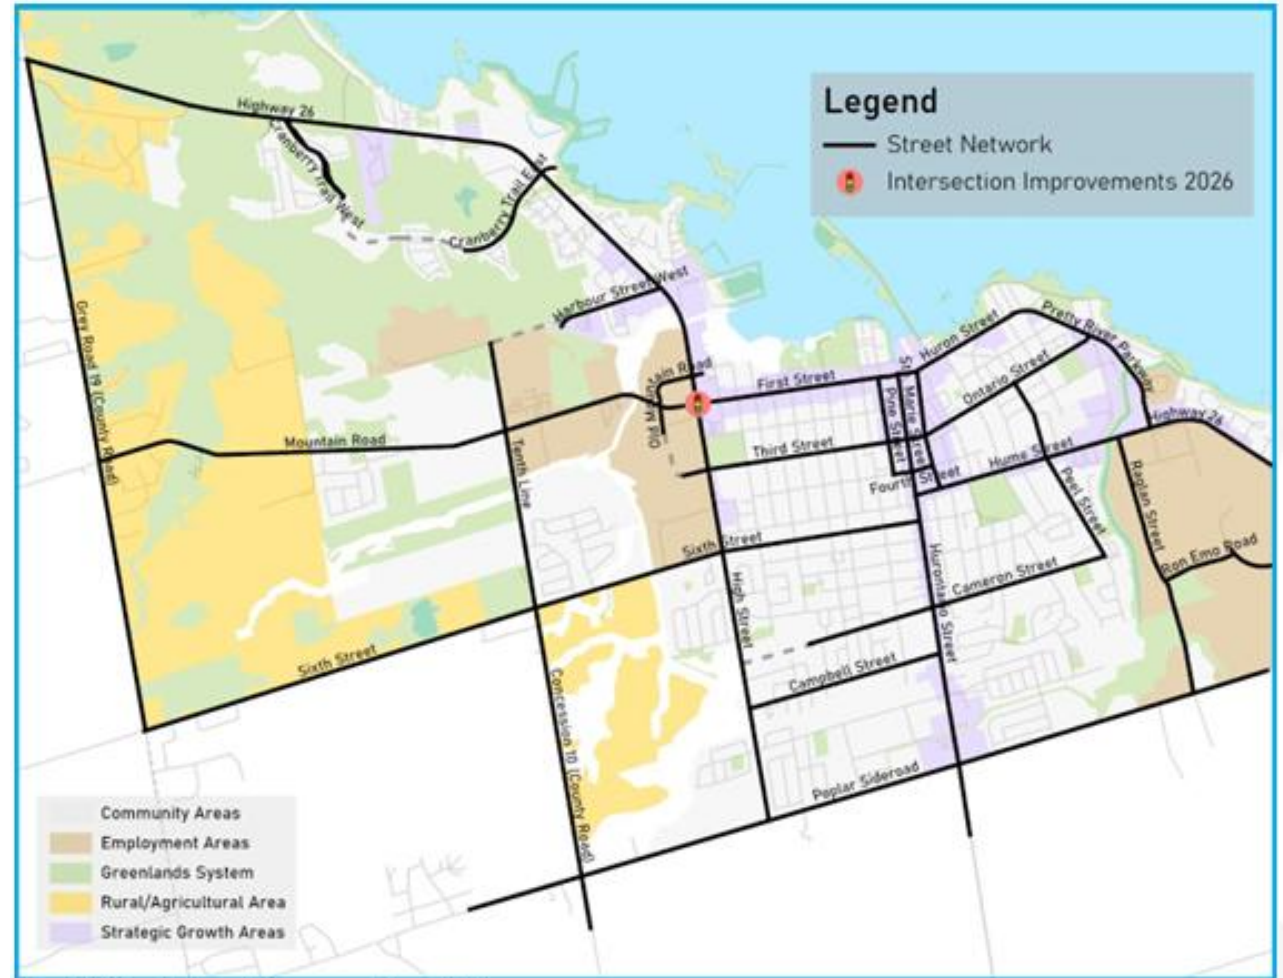 Legend
Street Network
Intersection Improvements 2026
Highway 26
Cranberry Trail West
Cranberry Trail East
Harbour Street West
Grey Road 19 (County Road)
Mountain Road
Old Mountain Road
Tenth Line
First Street
Huron Street
Pretty River Parkway
Ontario Street
St
Pine Street
Marie Street
Third Street
Fourth Street
Hume Street
Highway 26
Raglan Street
Peel Street
Ron Emo Road
Sixth Street
High Street
Hurontario Street
Cameron Street
Sixth Street
Campbell Street
Concession 10 (County Road)
Poplar Sideroad
Community Areas
Employment Areas
Greenlands System
Rural/Agricultural Area
Strategic Growth Areas